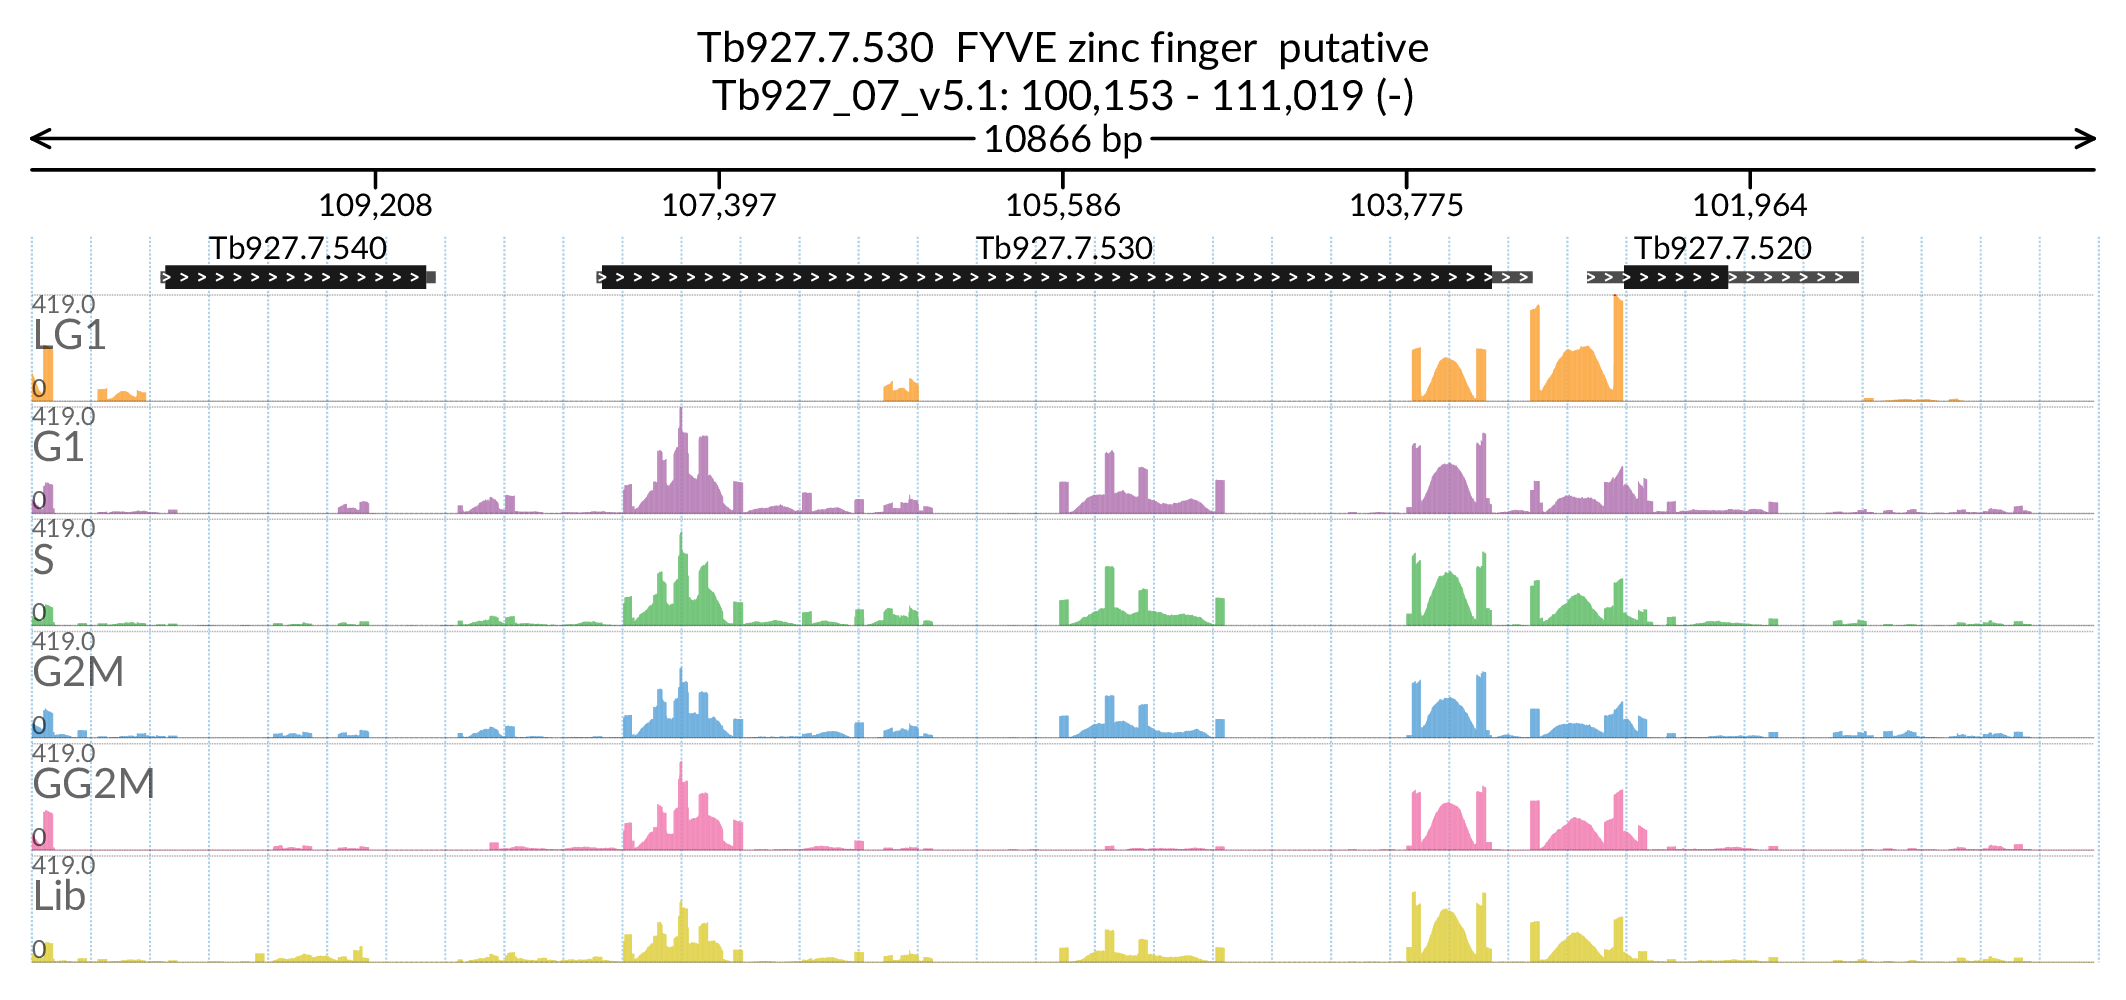 Tb927.7.530  FYVE zinc finger  putative
Tb927_07_v5.1: 100,153 - 111,019 (-)
10866 bp
109,208 107,397 105,586 103,775 101,964
Tb927.7.540 Tb927.7.530 Tb927.7.520
419.0
LG1
0
419.0
G1
0
419.0
S
0
419.0
G2M
0
419.0
GG2M
0
419.0
Lib
0